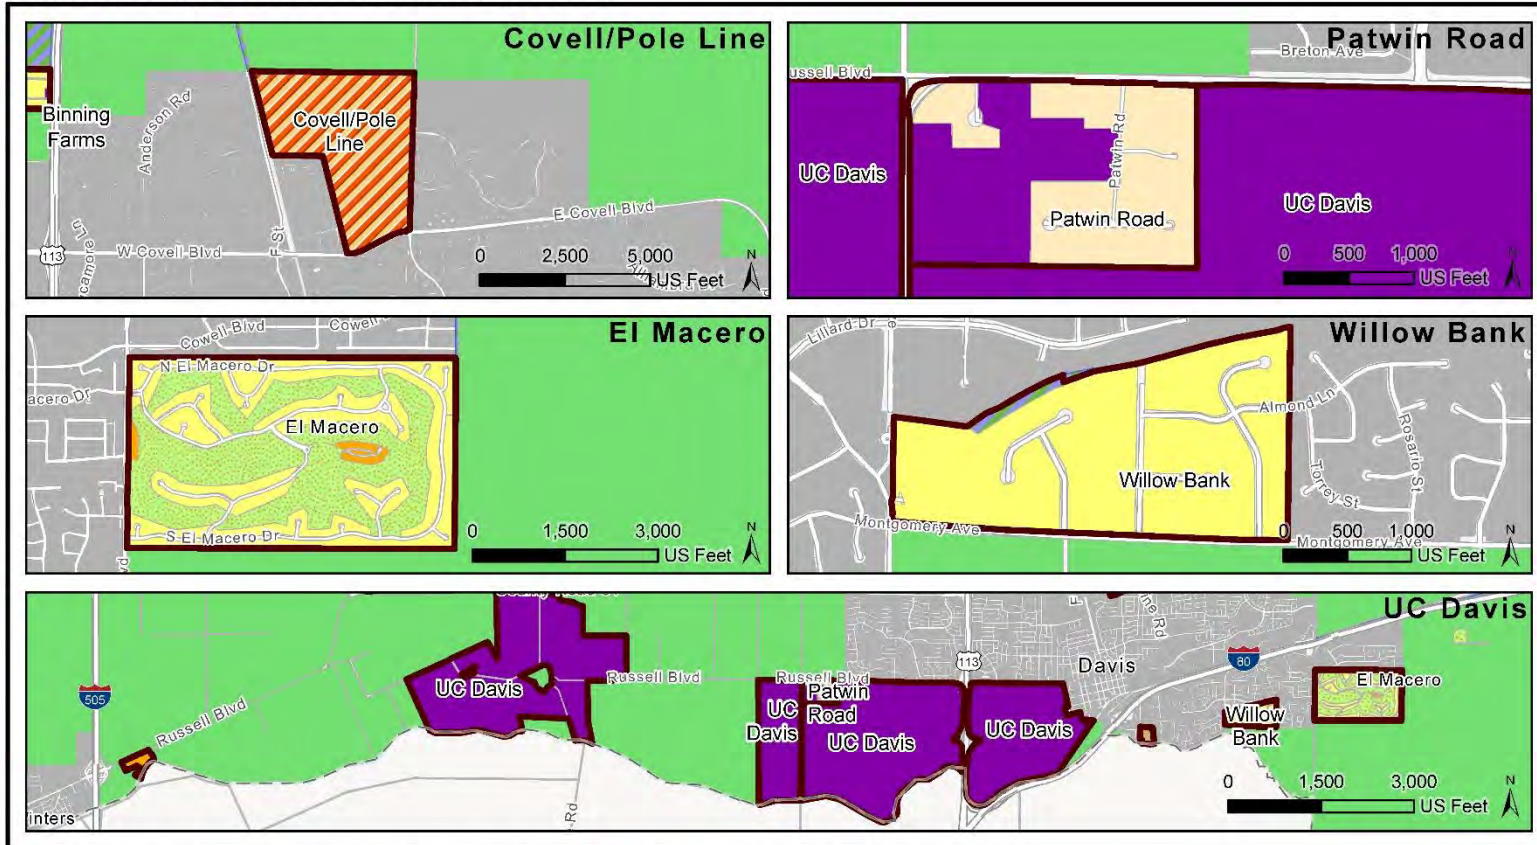 Covell/Pole Line
Binning
Farms
Anderson Rd
Covell/Pole
Line
E Covell Blvd
W Covell Blvd
F St
113
0 2,500 5,000
US Feet
N
Patwin Road
Breton Ave
ussell Blvd
UC Davis
Patwin Rd
UC Davis
Patwin Road
0 500 1,000
US Feet
N
El Macero
Cowell Blvd
Cowell
N El Macero Dr
acero Dr
El Macero
S El Macero Dr
0 1,500 3,000
US Feet
N
Willow Bank
Lillard Dr
Almond Ln
Rosario St
Torrey St
Willow Bank
Montgomery Ave
Montgomery Ave
0 500 1,000
US Feet
N
UC Davis
505
Russell Blvd
UC Davis
Russell Blvd
Russell Blvd
Patwin
Road
UC
Davis
UC Davis
113
UC Davis
Davis
80
El Macero
Willow
Bank
inters
0 1,500 3,000
US Feet
N